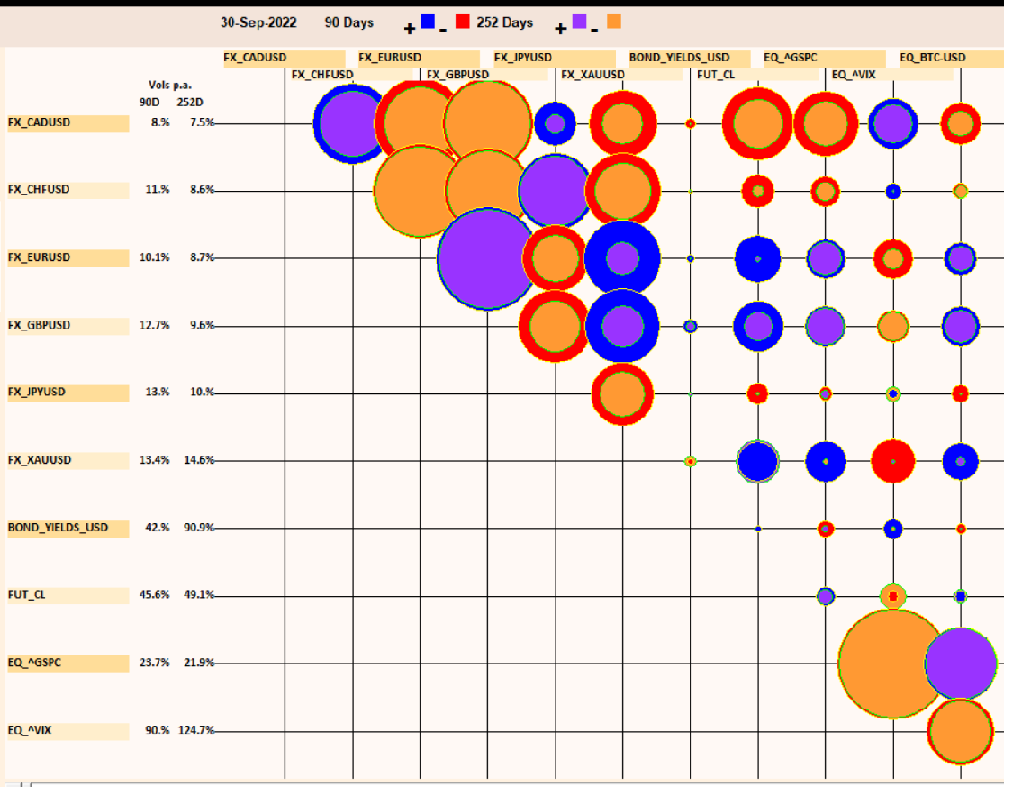 30-Sep-2022 90 Days + - 252 Days + -
FX_CADUSD FX_EURUSD FX_JPYUSD BOND_YIELDS_USD EQ_^GSPC EQ_BTC-USD
FX_CHFUSD FX_GBPUSD FX_XAUUSD FUT_CL EQ_^VIX
Vols p.a.
90D 252D
FX_CADUSD 8.% 7.5%
FX_CHFUSD 11.% 8.6%
FX_EURUSD 10.1% 8.7%
FX_GBPUSD 12.7% 9.6%
FX_JPYUSD 13.% 10.%
FX_XAUUSD 13.4% 14.6%
BOND_YIELDS_USD 42.% 90.9%
FUT_CL 45.6% 49.1%
EQ_^GSPC 23.7% 21.9%
EQ_^VIX 90.% 124.7%